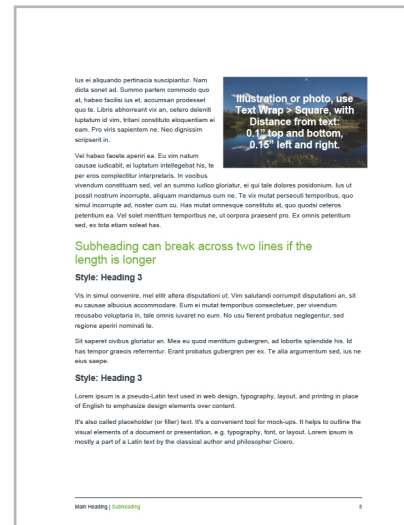 Ius ei aliquando pertinacia suscipiantur. Nam
dicta sonet ad. Summo partem commodo quo
at, habeo facilisi ius et, accumsan prodesset
quo te. Libris abhorreant vix an, cetero deleniti
luptatum id vim, tritani constituto eloquentiam ei
eam. Pro viris sapientem ne. Nec dignissim
scripserit in.
Illustration or photo, use
Text Wrap > Square, with
Distance from text:
0.1" top and bottom,
0.15" left and right.
Vel habeo facete aperiri ea. Eu vim natum
causae iudicabit, ei luptatum intellegebat his, te
per eros complectitur interpretaris. In vocibus
vivendum constituam sed, vel an summo iudico gloriatur, ei qui tale dolores posidonium. Ius ut
possit nostrum incorrupte, aliquam mandamus cum ne. Te vix mutat persecuti temporibus, quo
simul incorrupte ad, noster cum cu. Has mutat omnesque constituto at, quo quodsi ceteros
petentium ea. Vel solet mentitum temporibus ne, ut oorpora praesent pro. Ex omnis petentium
sed, ex tota etiam soleat has.
Subheading can break across two lines if the
length is longer
Style: Heading 3
Vis in simul convenire, mel elitr altera disputationi ut. Vim salutandi corrumpit disputationi an, sit
eu causae albucius accommodare. Eum ei mutat temporibus consectetuer, per vivendum
recusabo voluptaria in, tale omnis iuvaret no eum. No usu fierent probatus neglegentur, sed
regione aperiri nominati te.
Sit saperet civibus gloriatur an. Mea eu quod mentitum gubergren, ad lobortis splendide his. Id
has tempor graecis referrentur. Erant probatus gubergren per ex. Te alia argumentum sed, ius ne
eius saepe.
Style: Heading 3
Lorem ipsum is a pseudo-Latin text used in web design, typography, layout, and printing in place
of English to emphasize design elements over content.
It's also called placeholder (or filler) text. It's a convenient tool for mock-ups. It helps to outline the
visual elements of a document or presentation, e.g. typography, font, or layout. Lorem ipsum is
mostly a part of a Latin text by the classical author and philosopher Cicero.
Main Heading | Subheading 5